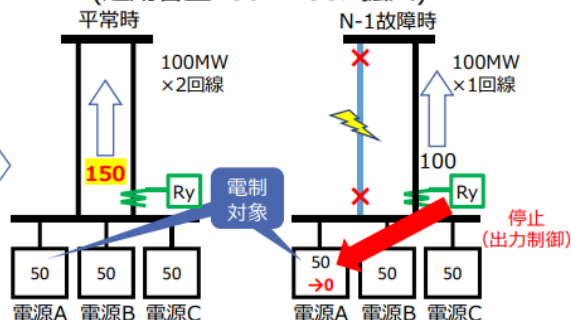 平常時
100MW
×2回線
150
Ry
50
50
50
電源A
電源B
電源C
電制
対象
N-1故障時
100MW
×1回線
100
Ry
停止
(出力制御)
50
→0
50
50
電源A
電源B
電源C